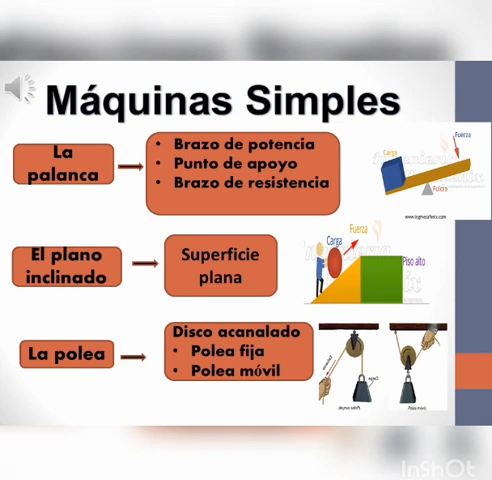 Máquinas Simples
La
palanca
• Brazo de potencia
• Punto de apoyo
• Brazo de resistencia
Carga
Fuerza
Fulcro
www.ingmecafenix.com
El plano
inclinado
Superficie
plana
Carga
Fuerza
Piso alto
La polea
Disco acanalado
• Polea fija
• Polea móvil
InShOt